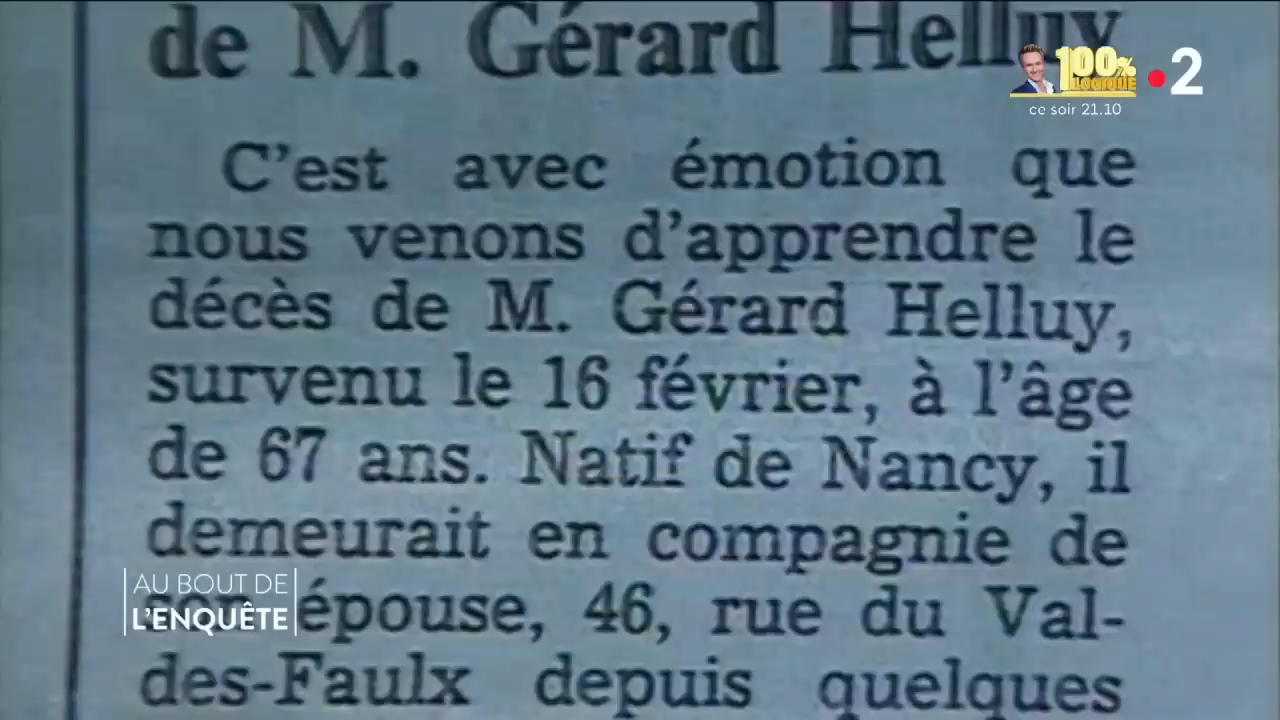 de M. Gérard Helluy
100%
LOGIQUE
2
ce soir 21.10
C'est avec émotion que
nous venons d'apprendre le
décès de M. Gérard Helluy,
survenu le 16 février, à l'âge
de 67 ans. Natif de Nancy, il
demeurait en compagnie de
épouse, 46, rue du Val-
des-Faulx depuis quelques
AU BOUT DE
L'ENQUÊTE